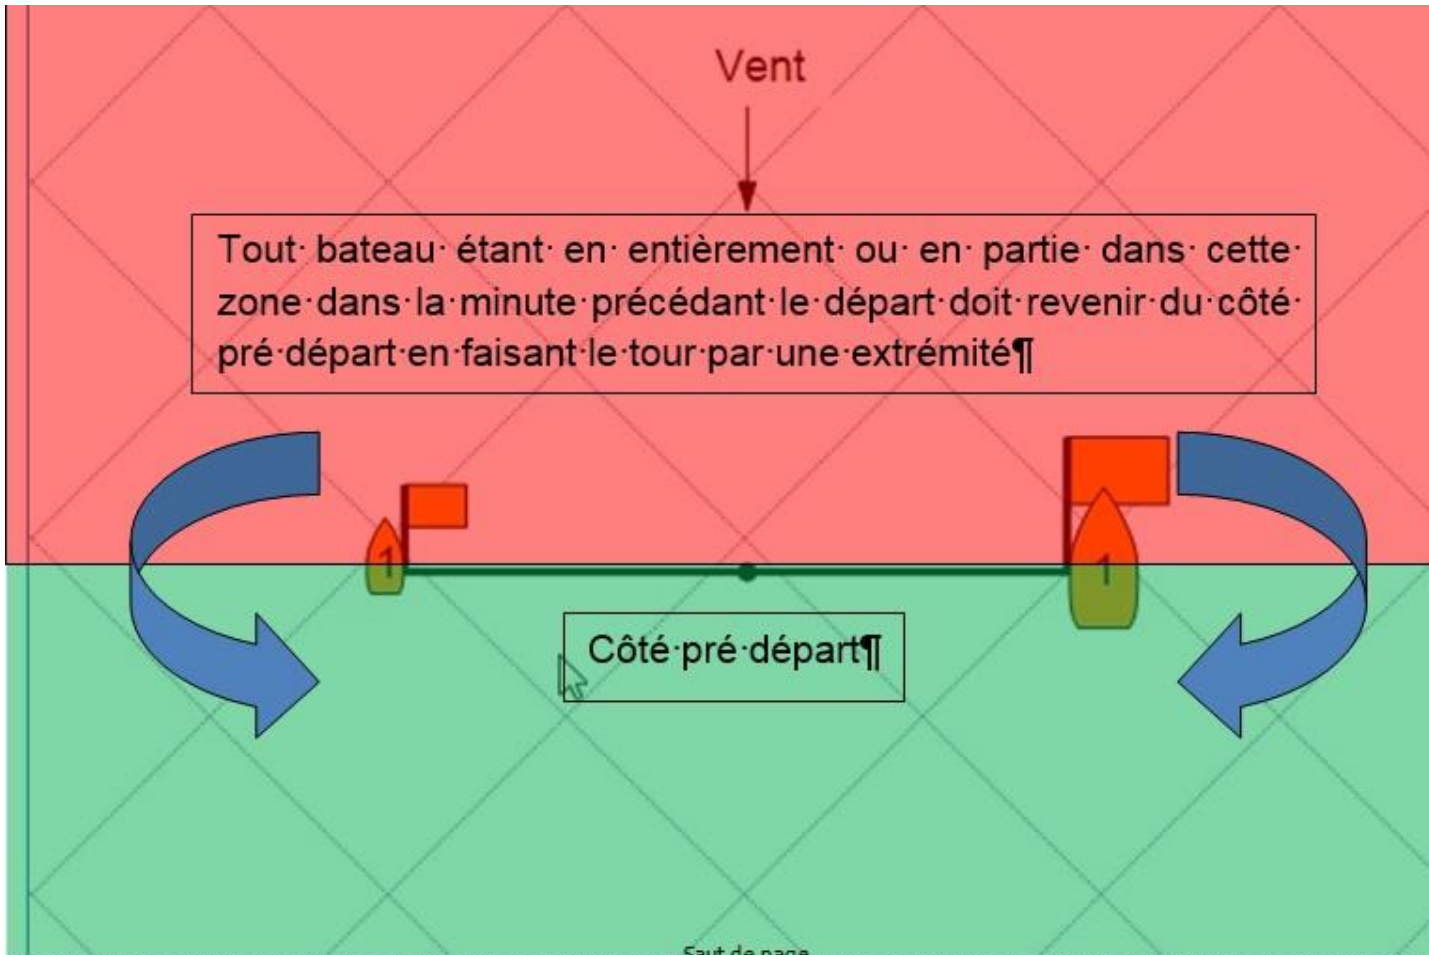 Vent
Tout· bateau· étant· en· entièrement· ou· en· partie· dans· cette·
zone·dans·la·minute·précédant·le·départ·doit·revenir·du·côté·
pré·départ·en·faisant·le·tour·par·une·extrémité¶
1
1
Côté·pré·départ¶
Saut de page